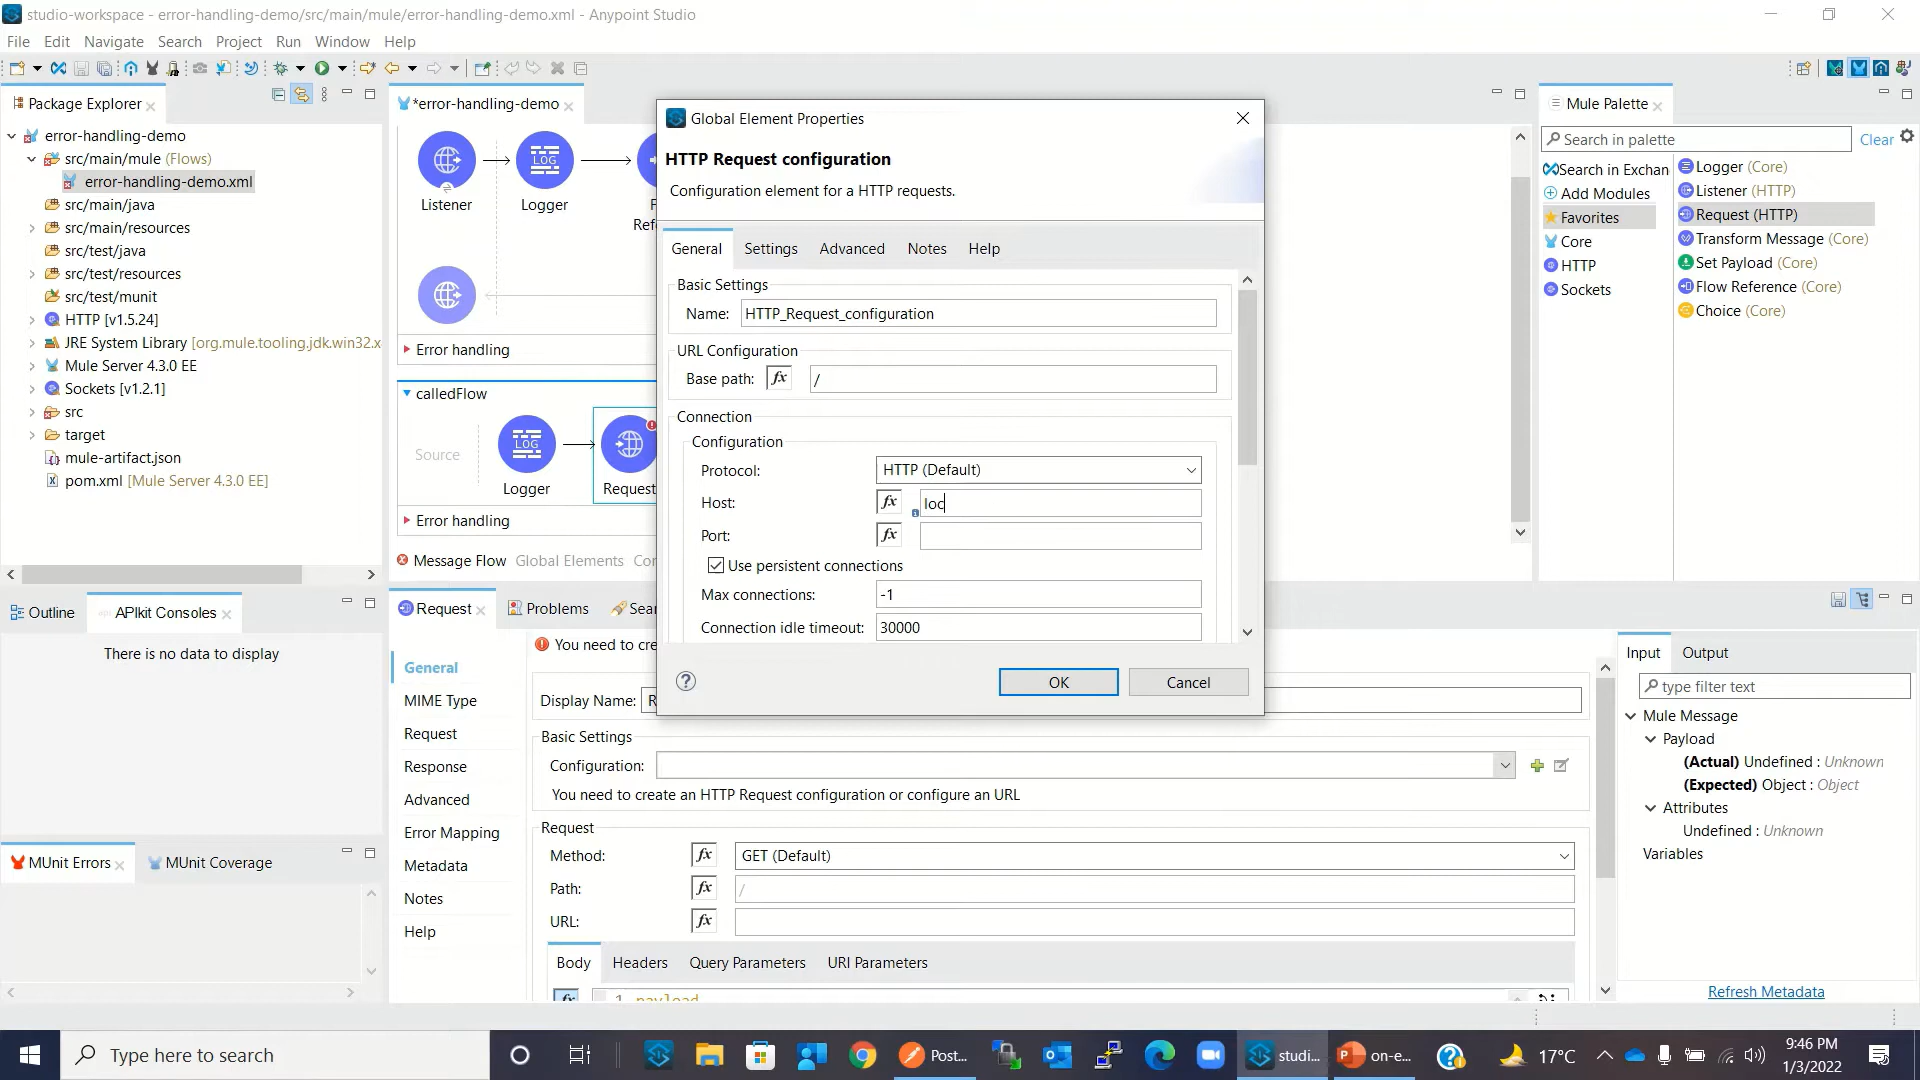 studio-workspace - error-handling-demo/src/main/mule/error-handling-demo.xml - Anypoint Studio
File Edit Navigate Search Project Run Window Help
Package Explorer
error-handling-demo
src/main/mule (Flows)
error-handling-demo.xml
src/main/java
src/main/resources
src/test/java
src/test/resources
src/test/munit
HTTP [v1.5.24]
JRE System Library [org.mule.tooling.jdk.win32.x
Mule Server 4.3.0 EE
Sockets [v1.2.1]
src
target
mule-artifact.json
pom.xml [Mule Server 4.3.0 EE]
*error-handling-demo
LOG
Listener Logger
Error handling
calledFlow
Source
LOG
Logger Request
Error handling
Message Flow Global Elements
Global Element Properties
HTTP Request configuration
Configuration element for a HTTP requests.
General Settings Advanced Notes Help
Basic Settings
Name: HTTP_Request_configuration
URL Configuration
Base path: fx /
Connection
Configuration
Protocol: HTTP (Default)
Host: fx loc
Port: fx
Use persistent connections
Max connections: -1
Connection idle timeout: 30000
? OK Cancel
Mule Palette
Search in palette Clear
Search in Exchan
Add Modules
Favorites
Core
HTTP
Sockets
Logger (Core)
Listener (HTTP)
Request (HTTP)
Transform Message (Core)
Set Payload (Core)
Flow Reference (Core)
Choice (Core)
Outline APIkit Consoles
There is no data to display
MUnit Errors MUnit Coverage
Request Problems Sear
General
MIME Type
Request
Response
Advanced
Error Mapping
Metadata
Notes
Help
You need to cre
Display Name: R
Basic Settings
Configuration:
You need to create an HTTP Request configuration or configure an URL
Request
Method: fx GET (Default)
Path: fx /
URL: fx
Body Headers Query Parameters URI Parameters
1 payload
Input Output
type filter text
Mule Message
Payload
(Actual) Undefined : Unknown
(Expected) Object : Object
Attributes
Undefined : Unknown
Variables
Refresh Metadata
Type here to search
Post...
studi...
on-e...
17°C
9:46 PM
1/3/2022